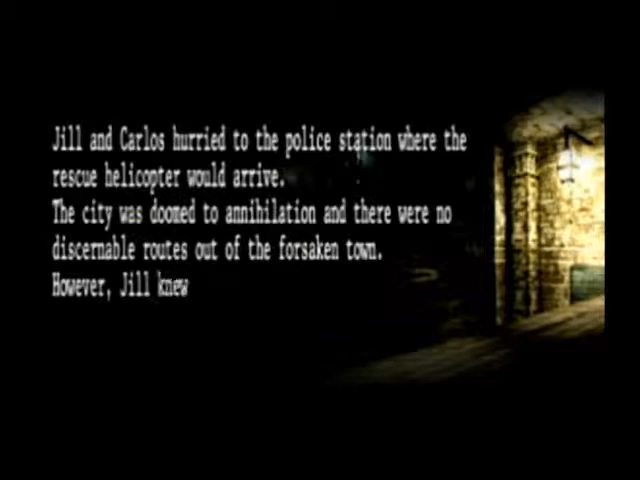 Jill and Carlos hurried to the police station where the
rescue helicopter would arrive.
The city was doomed to annihilation and there were no
discernable routes out of the forsaken town.
However, Jill knew